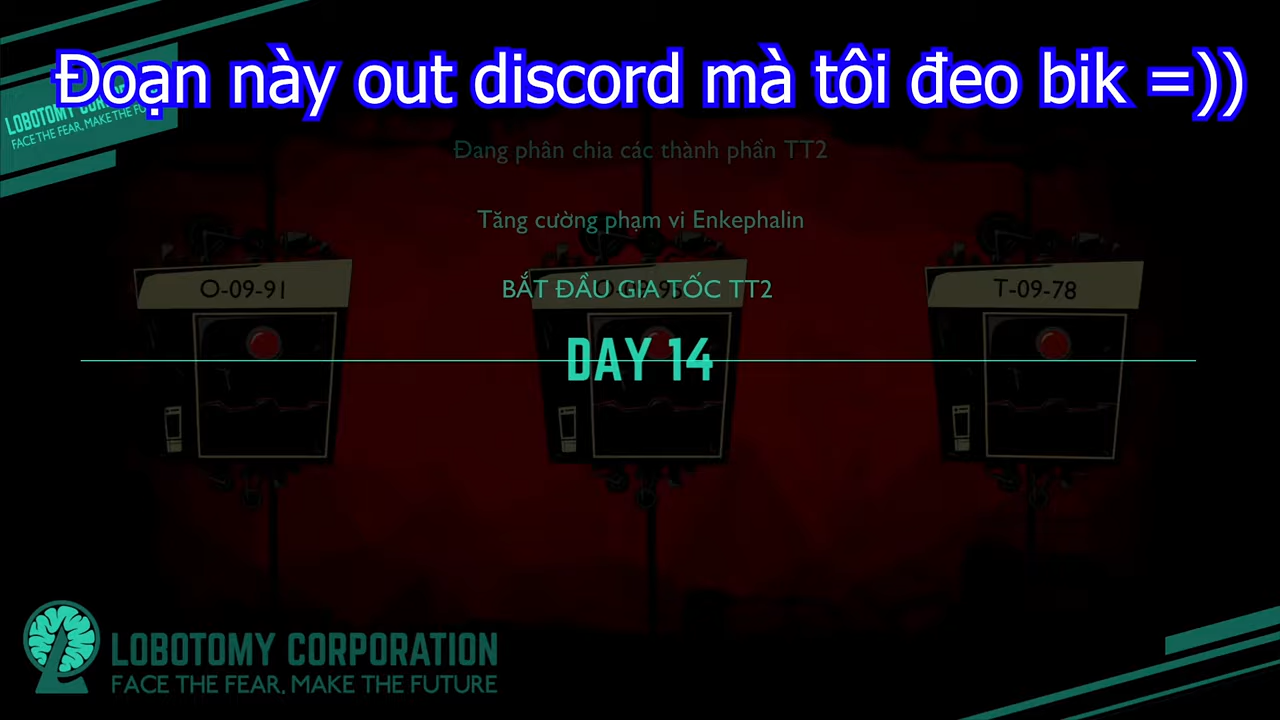 Đoạn này out discord mà tôi đeo bik =))
LOBOTOMY CORP
FACE THE FEAR, MAKE THE FU
Đang phân chia các thành phần TT2
Tăng cường phạm vi Enkephalin
BẮT ĐẦU GIA TỐC TT2
O-09-91
T-09-78
DAY 14
LOBOTOMY CORPORATION
FACE THE FEAR, MAKE THE FUTURE